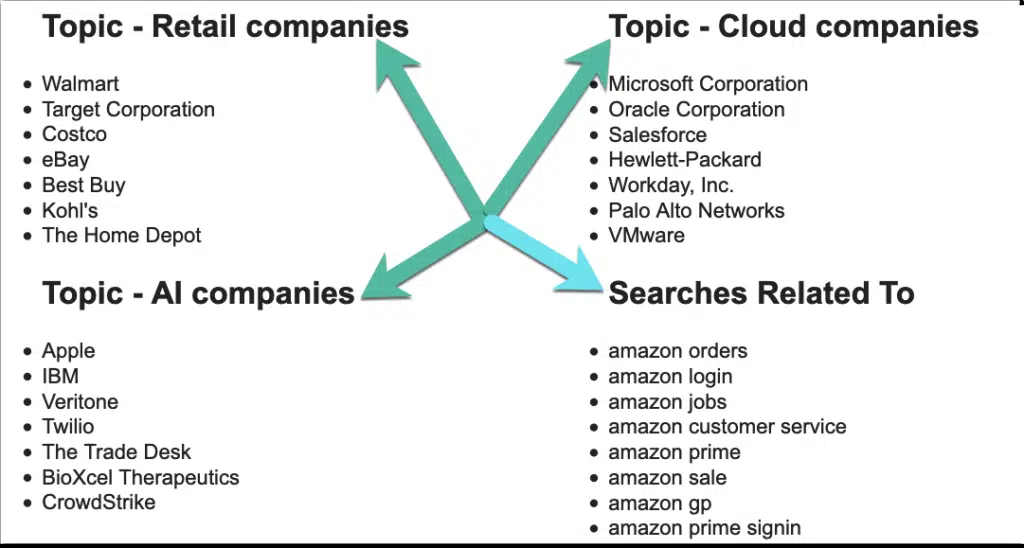 Topic - Retail companies
Walmart
Target Corporation
Costco
eBay
Best Buy
Kohl's
The Home Depot
Topic - Cloud companies
Microsoft Corporation
Oracle Corporation
Salesforce
Hewlett-Packard
Workday, Inc.
Palo Alto Networks
VMware
Topic - AI companies
Apple
IBM
Veritone
Twilio
The Trade Desk
BioXcel Therapeutics
CrowdStrike
Searches Related To
amazon orders
amazon login
amazon jobs
amazon customer service
amazon prime
amazon sale
amazon gp
amazon prime signin